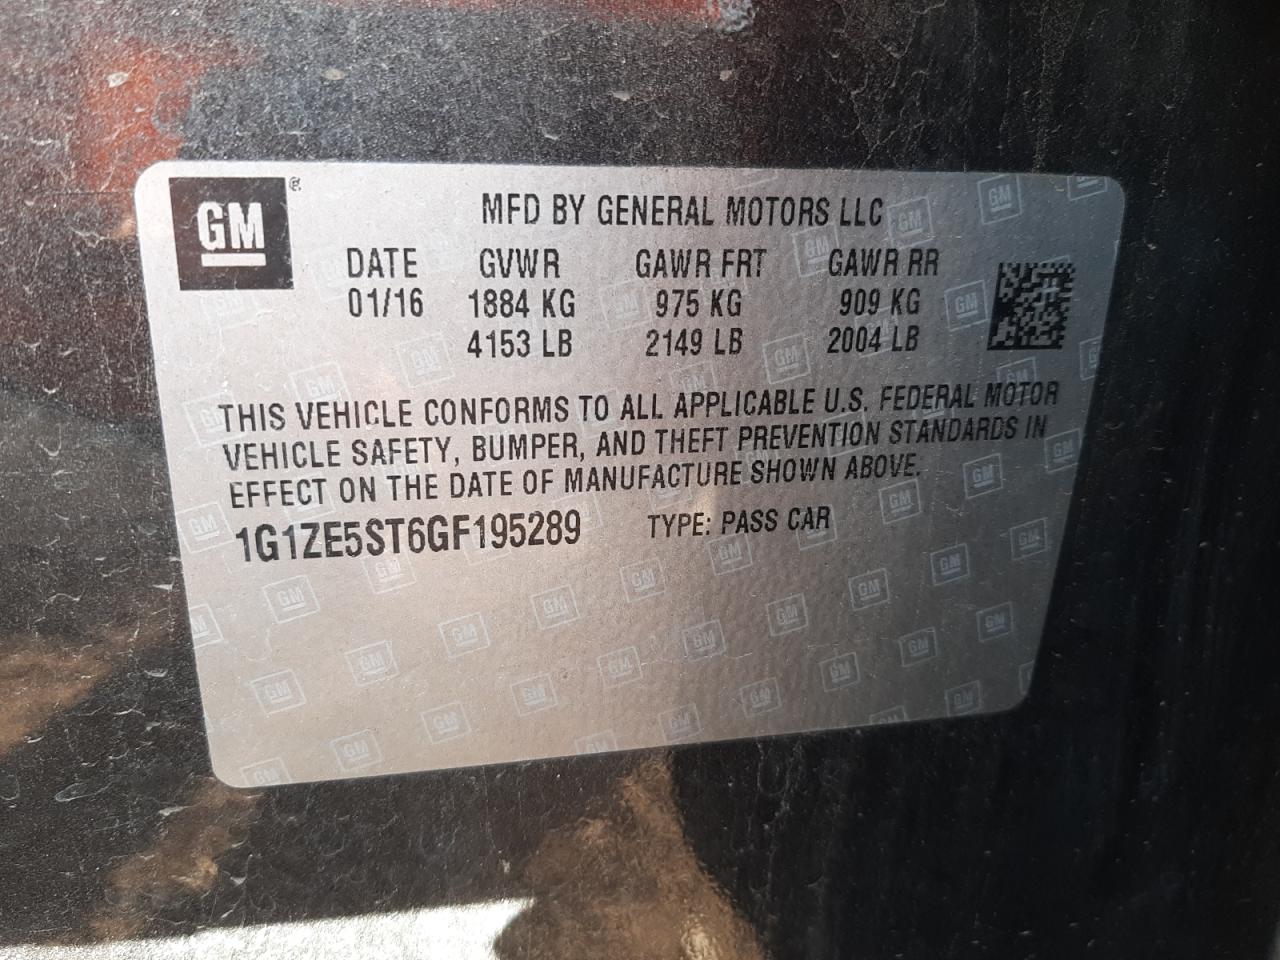 GM ®
MFD BY GENERAL MOTORS LLC
DATE GVWR GAWR FRT GAWR RR
01/16 1884 KG 975 KG 909 KG
4153 LB 2149 LB 2004 LB
THIS VEHICLE CONFORMS TO ALL APPLICABLE U.S. FEDERAL MOTOR
VEHICLE SAFETY, BUMPER, AND THEFT PREVENTION STANDARDS IN
EFFECT ON THE DATE OF MANUFACTURE SHOWN ABOVE.
1G1ZE5ST6GF195289 TYPE: PASS CAR